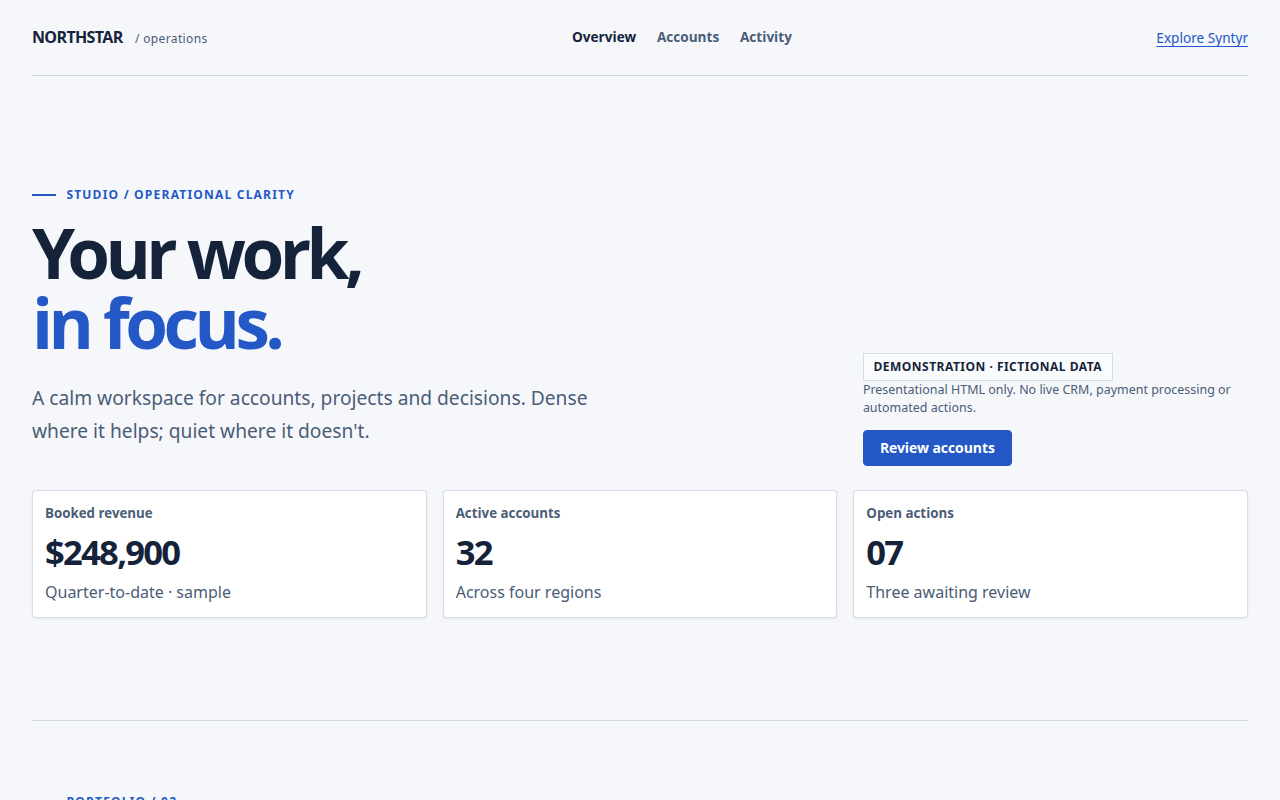 NORTHSTAR / operations
Overview Accounts Activity
Explore Syntyr
STUDIO / OPERATIONAL CLARITY
Your work,
in focus.
A calm workspace for accounts, projects and decisions. Dense
where it helps; quiet where it doesn't.
DEMONSTRATION · FICTIONAL DATA
Presentational HTML only. No live CRM, payment processing or
automated actions.
Review accounts
Booked revenue
$248,900
Quarter-to-date · sample
Active accounts
32
Across four regions
Open actions
07
Three awaiting review
PORTFOLIO / 02